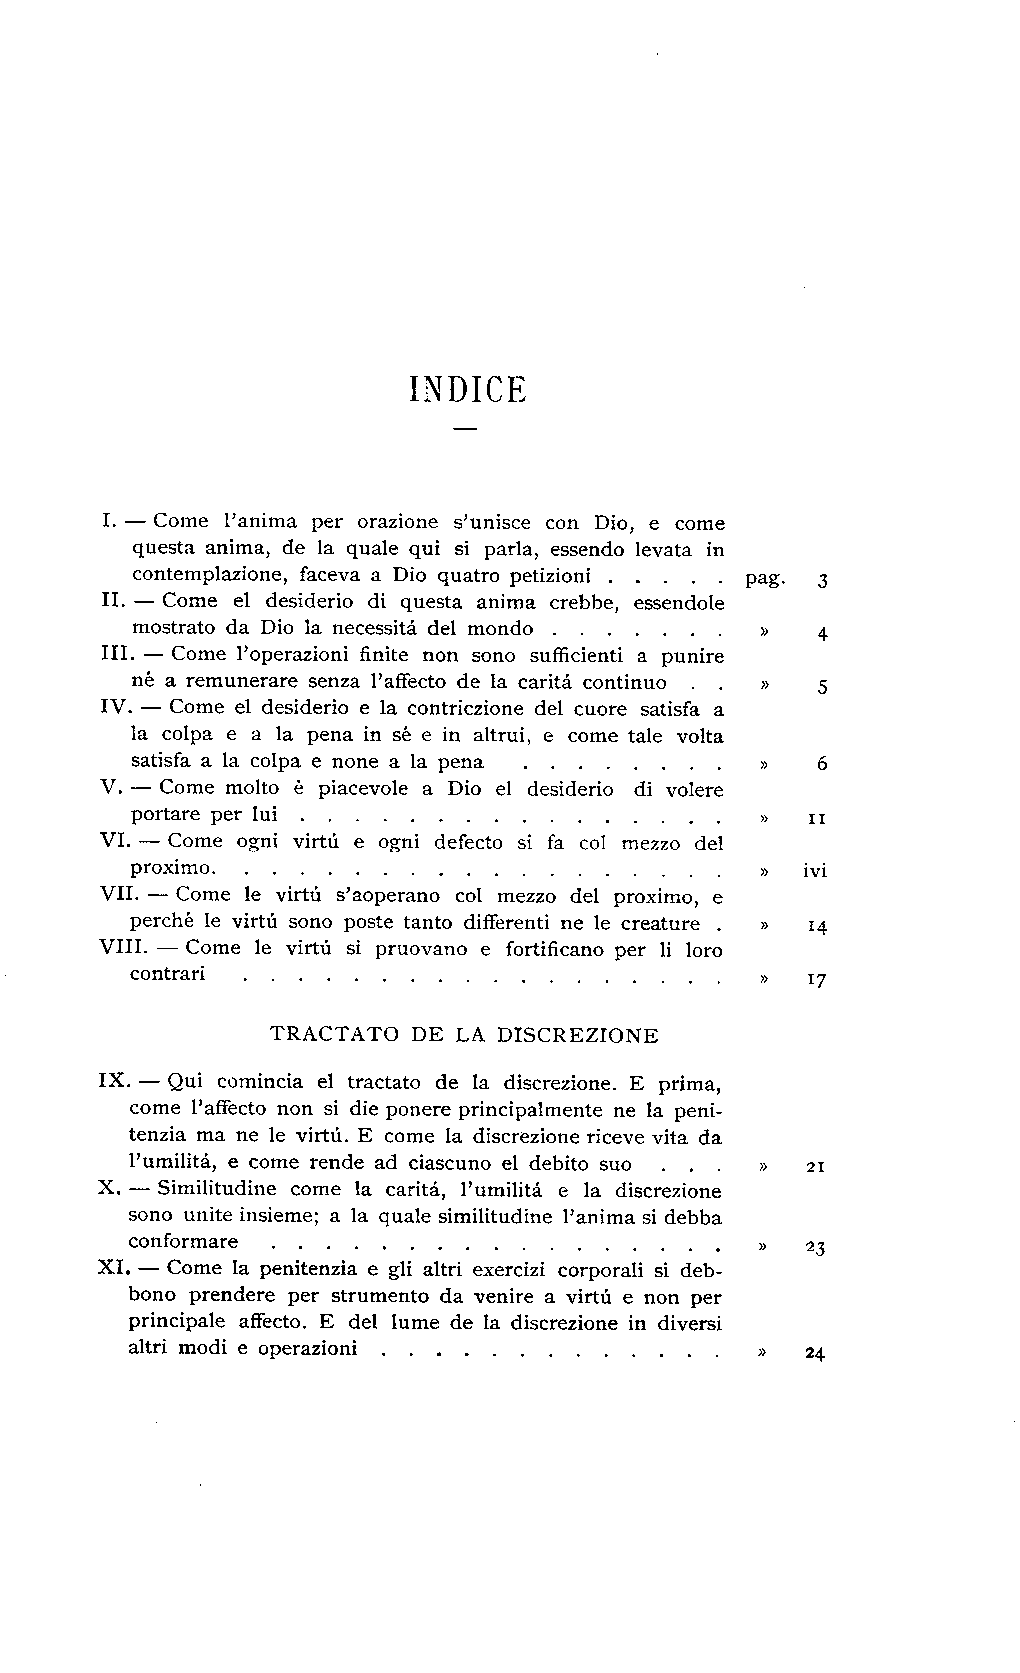 INDICE
I. — Come l'anima per orazione s'unisce con Dio, e come
questa anima, de la quale qui si parla, essendo levata in
contemplazione, faceva a Dio quatro petizioni . . . . . pag. 3
II. — Come el desiderio di questa anima crebbe, essendole
mostrato da Dio la necessitá del mondo . . . . . . . » 4
III. — Come l'operazioni finite non sono sufficienti a punire
né a remunerare senza l'affecto de la caritá continuo . . » 5
IV. — Come el desiderio e la contriczione del cuore satisfa a
la colpa e a la pena in sé e in altrui, e come tale volta
satisfa a la colpa e none a la pena . . . . . . . . » 6
V. — Come molto è piacevole a Dio el desiderio di volere
portare per lui . . . . . . . . . . . . . . . . » 11
VI. — Come ogni virtú e ogni defecto si fa col mezzo del
proximo. . . . . . . . . . . . . . . . . . . » ivi
VII. — Come le virtú s'aoperano col mezzo del proximo, e
perché le virtú sono poste tanto differenti ne le creature . » 14
VIII. — Come le virtú si pruovano e fortificano per li loro
contrari . . . . . . . . . . . . . . . . . . » 17
TRACTATO DE LA DISCREZIONE
IX. — Qui comincia el tractato de la discrezione. E prima,
come l'affecto non si die ponere principalmente ne la peni-
tenzia ma ne le virtú. E come la discrezione riceve vita da
l'umilitá, e come rende ad ciascuno el debito suo . . . » 21
X. — Similitudine come la caritá, l'umilitá e la discrezione
sono unite insieme; a la quale similitudine l'anima si debba
conformare . . . . . . . . . . . . . . . . . » 23
XI. — Come la penitenzia e gli altri exercizi corporali si deb-
bono prendere per strumento da venire a virtú e non per
principale affecto. E del lume de la discrezione in diversi
altri modi e operazioni . . . . . . . . . . . . . » 24